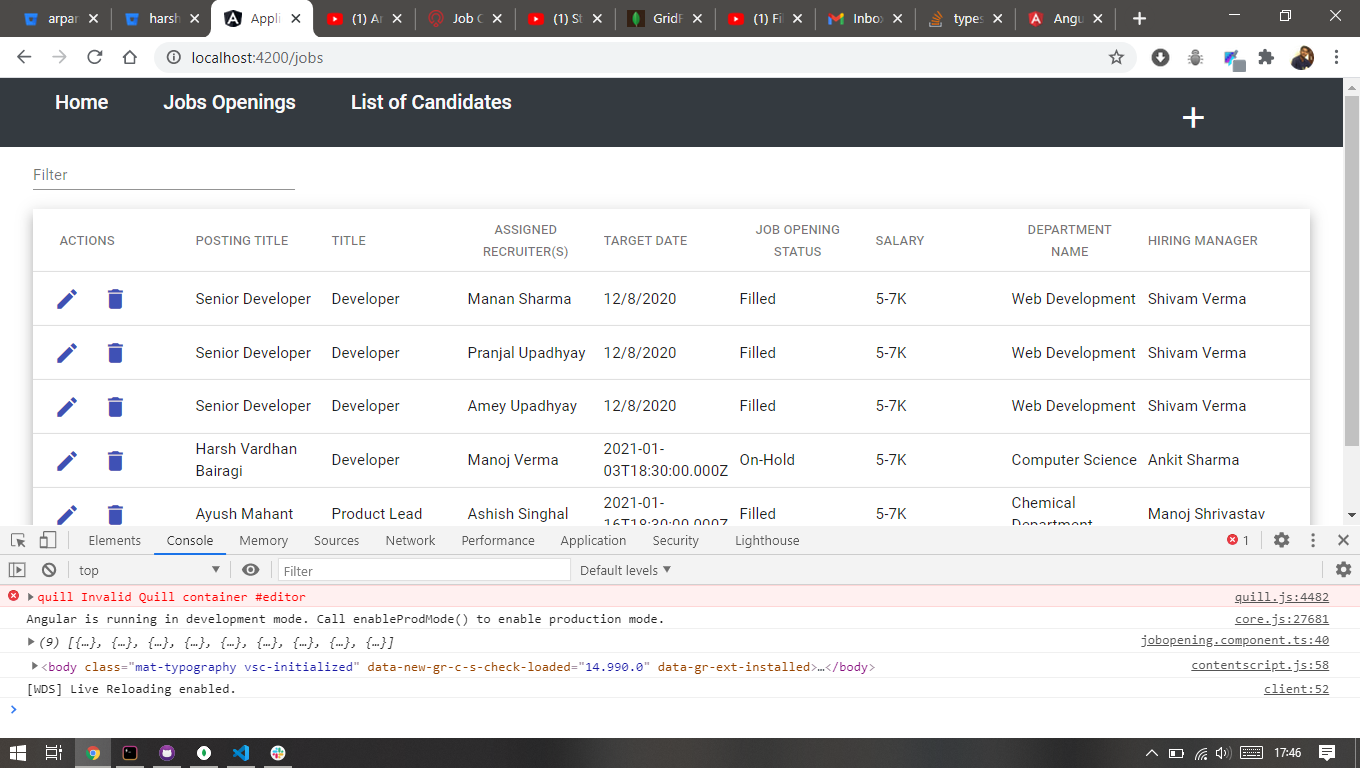 arpar
harsh
Appli
(1) Ar
Job C
(1) St
GridF
(1) Fi
Inbo
types
Angu
localhost:4200/jobs
Home Jobs Openings List of Candidates
Filter
ACTIONS POSTING TITLE TITLE ASSIGNED RECRUITER(S) TARGET DATE JOB OPENING STATUS SALARY DEPARTMENT NAME HIRING MANAGER
Senior Developer Developer Manan Sharma 12/8/2020 Filled 5-7K Web Development Shivam Verma
Senior Developer Developer Pranjal Upadhyay 12/8/2020 Filled 5-7K Web Development Shivam Verma
Senior Developer Developer Amey Upadhyay 12/8/2020 Filled 5-7K Web Development Shivam Verma
Harsh Vardhan Bairagi Developer Manoj Verma 2021-01-03T18:30:00.000Z On-Hold 5-7K Computer Science Ankit Sharma
Ayush Mahant Product Lead Ashish Singhal 2021-01-16T18:30:00.000Z Filled 5-7K Chemical Department Manoj Shrivastav
Elements Console Memory Sources Network Performance Application Security Lighthouse 1
top Filter Default levels
quill Invalid Quill container #editor quill.js:4482
Angular is running in development mode. Call enableProdMode() to enable production mode. core.js:27681
(9) [{…}, {…}, {…}, {…}, {…}, {…}, {…}, {…}, {…}] jobopening.component.ts:40
<body class="mat-typography vsc-initialized" data-new-gr-c-s-check-loaded="14.990.0" data-gr-ext-installed>…</body> contentscript.js:58
[WDS] Live Reloading enabled. client:52
17:46